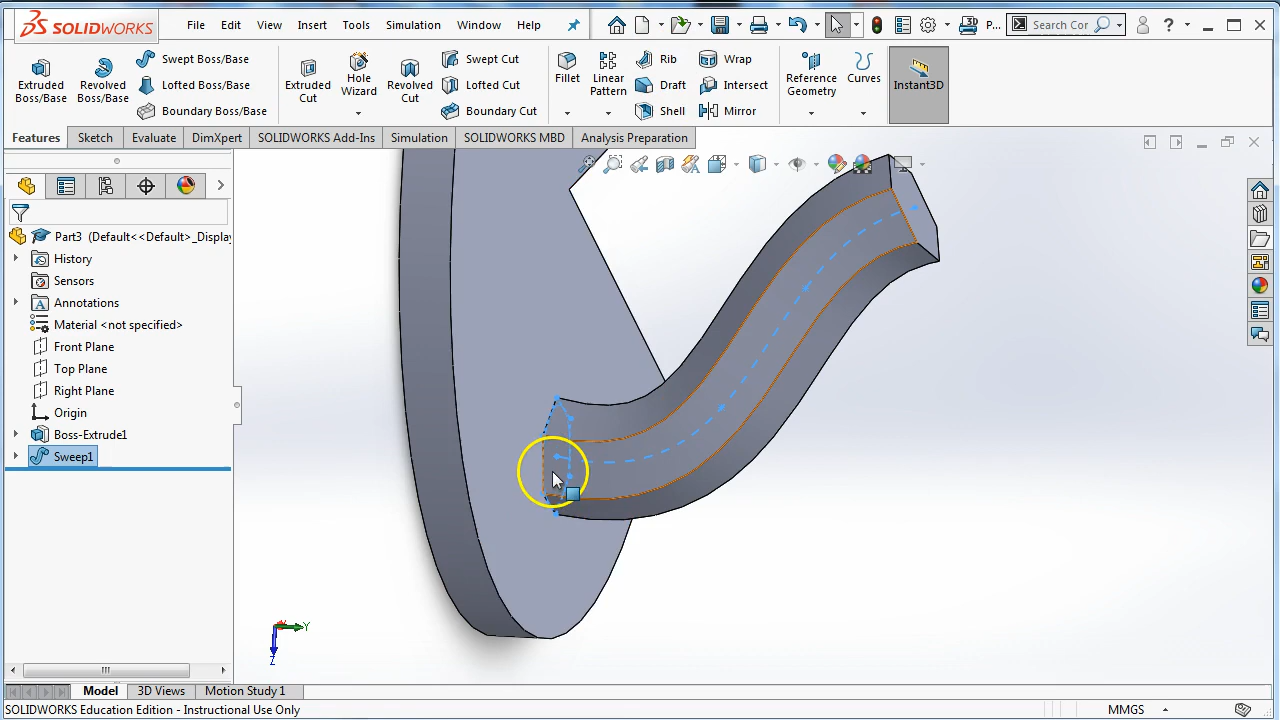 SOLIDWORKS File Edit View Insert Tools Simulation Window Help P... Search Cor ?
Extruded Boss/Base
Revolved Boss/Base
Swept Boss/Base
Lofted Boss/Base
Boundary Boss/Base
Extruded Cut
Hole Wizard
Revolved Cut
Swept Cut
Lofted Cut
Boundary Cut
Fillet
Linear Pattern
Rib
Draft
Shell
Wrap
Intersect
Mirror
Reference Geometry
Curves
Instant3D
Features Sketch Evaluate DimXpert SOLIDWORKS Add-Ins Simulation SOLIDWORKS MBD Analysis Preparation
Part3 (Default<<Default>_Display
History
Sensors
Annotations
Material <not specified>
Front Plane
Top Plane
Right Plane
Origin
Boss-Extrude1
Sweep1
Y
Z
Model 3D Views Motion Study 1
SOLIDWORKS Education Edition - Instructional Use Only MMGS